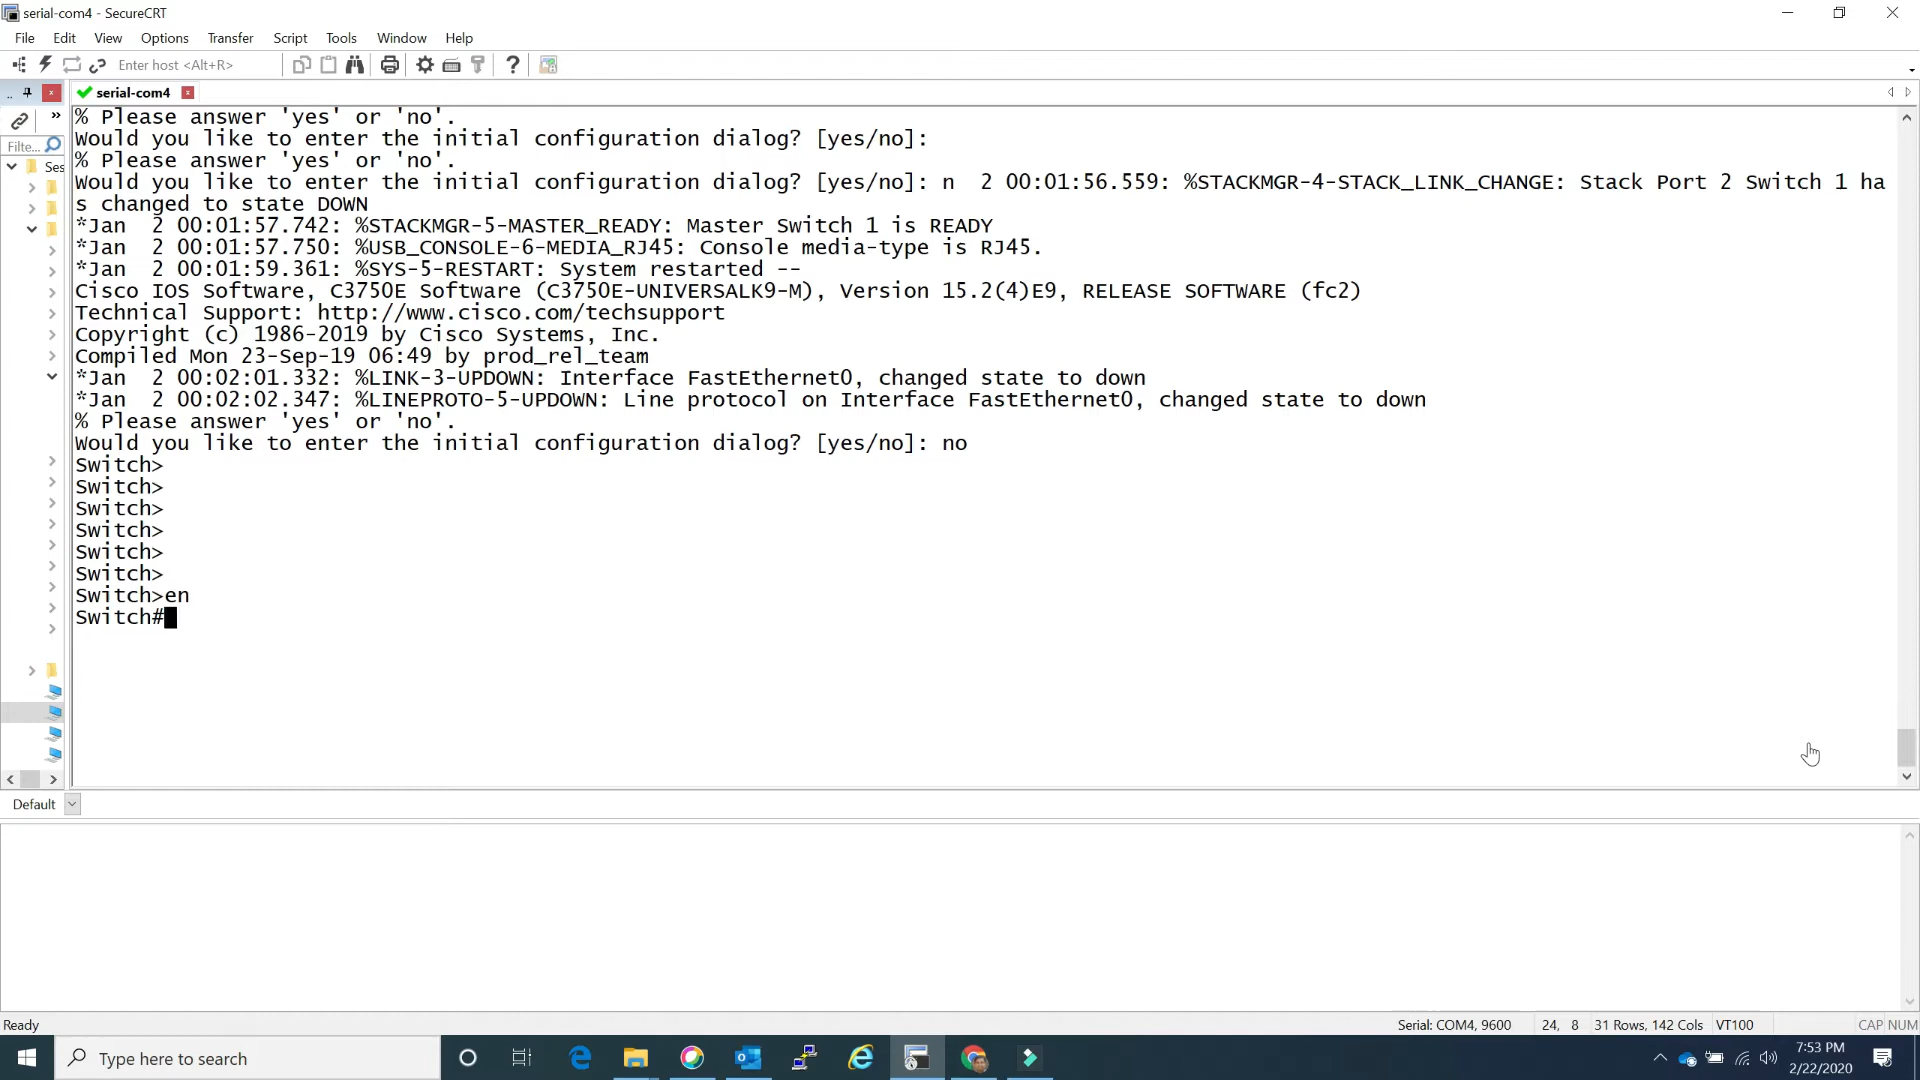 serial-com4 - SecureCRT
File Edit View Options Transfer Script Tools Window Help
Enter host <Alt+R>
serial-com4
% Please answer 'yes' or 'no'.
Would you like to enter the initial configuration dialog? [yes/no]:
% Please answer 'yes' or 'no'.
Would you like to enter the initial configuration dialog? [yes/no]: n  2 00:01:56.559: %STACKMGR-4-STACK_LINK_CHANGE: Stack Port 2 Switch 1 ha
s changed to state DOWN
*Jan  2 00:01:57.742: %STACKMGR-5-MASTER_READY: Master Switch 1 is READY
*Jan  2 00:01:57.750: %USB_CONSOLE-6-MEDIA_RJ45: Console media-type is RJ45.
*Jan  2 00:01:59.361: %SYS-5-RESTART: System restarted --
Cisco IOS Software, C3750E Software (C3750E-UNIVERSALK9-M), Version 15.2(4)E9, RELEASE SOFTWARE (fc2)
Technical Support: http://www.cisco.com/techsupport
Copyright (c) 1986-2019 by Cisco Systems, Inc.
Compiled Mon 23-Sep-19 06:49 by prod_rel_team
*Jan  2 00:02:01.332: %LINK-3-UPDOWN: Interface FastEthernet0, changed state to down
*Jan  2 00:02:02.347: %LINEPROTO-5-UPDOWN: Line protocol on Interface FastEthernet0, changed state to down
% Please answer 'yes' or 'no'.
Would you like to enter the initial configuration dialog? [yes/no]: no
Switch>
Switch>
Switch>
Switch>
Switch>
Switch>
Switch>en
Switch#
Filte...
Ses
Default
Ready
Serial: COM4, 9600 24, 8 31 Rows, 142 Cols VT100 CAP NUM
Type here to search
7:53 PM
2/22/2020